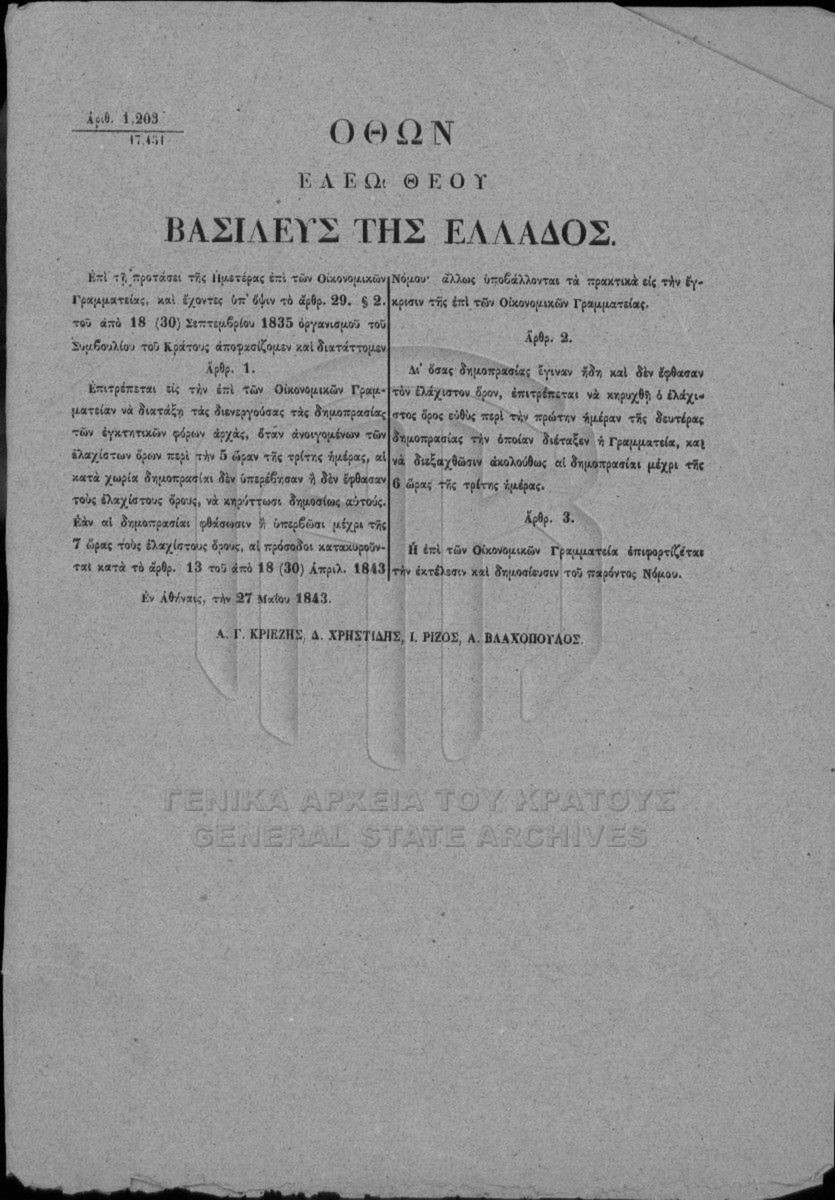 Ἀριθ. 1,203
17,451
ΟΘΩΝ
ΕΛΕΩι ΘΕΟΥ
ΒΑΣΙΛΕΥΣ ΤΗΣ ΕΛΛΑΔΟΣ.
Ἐπὶ τῇ προτάσει τῆς Ημετέρας ἐπὶ τῶν Οἰκονομικῶν
Γραμματείας, καὶ ἔχοντες ὑπ' ὄψιν τὸ ἄρθρ. 29. § 2.
τοῦ ἀπὸ 18 (30) Σεπτεμβρίου 1835 ὀργανισμοῦ τοῦ
Συμβουλίου τοῦ Κράτους ἀποφασίζομεν καὶ διατάττομεν
Ἄρθρ. 1.
Ἐπιτρέπεται εἰς τὴν ἐπὶ τῶν Οἰκονομικῶν Γραμ-
ματείαν νὰ διατάξῃ τὰς διενεργούσας τὰς δημοπρασίας
τῶν ἐγκτητικῶν φόρων ἀρχὰς, ὅταν ἀνοιγομένων τῶν
ἐλαχίστων ὅρων περὶ τὴν 5 ὥραν τῆς τρίτης ἡμέρας, αἱ
κατὰ χωρία δημοπρασίαι δὲν ὑπερέβησαν ἢ δὲν ἔφθασαν
τοὺς ἐλαχίστους ὅρους, νὰ κηρύττωσι δημοσίως αὐτούς.
Ἐὰν αἱ δημοπρασίαι φθάσωσιν ἢ ὑπερβῶσι μέχρι τῆς
7 ὥρας τοὺς ἐλαχίστους ὅρους, αἱ πρόσοδοι κατακυροῦν-
ται κατὰ τὸ ἄρθρ. 13 τοῦ ἀπὸ 18 (30) Ἀπριλ. 1843
Νόμου· ἄλλως ὑποβάλλονται τὰ πρακτικὰ εἰς τὴν ἔγ-
κρισιν τῆς ἐπὶ τῶν Οἰκονομικῶν Γραμματείας.
Ἄρθρ. 2.
Δι' ὅσας δημοπρασίας ἔγιναν ἤδη καὶ δὲν ἔφθασαν
τὸν ἐλάχιστον ὅρον, ἐπιτρέπεται νὰ κηρυχθῇ ὁ ἐλάχι-
στος ὅρος εὐθὺς περὶ τὴν πρώτην ἡμέραν τῆς δευτέρας
δημοπρασίας τὴν ὁποίαν διέταξεν ἡ Γραμματεία, καὶ
νὰ διεξαχθῶσιν ἀκολούθως αἱ δημοπρασίαι μέχρι τῆς
6 ὥρας τῆς τρίτης ἡμέρας.
Ἄρθρ. 3.
Ἡ ἐπὶ τῶν Οἰκονομικῶν Γραμματεία ἐπιφορτίζεται
τὴν ἐκτέλεσιν καὶ δημοσίευσιν τοῦ παρόντος Νόμου.
Ἐν Ἀθήναις, τὴν 27 Μαΐου 1843.
Α. Γ. ΚΡΙΕΖΗΣ, Δ. ΧΡΗΣΤΙΔΗΣ, Ι. ΡΙΖΟΣ, Α. ΒΛΑΧΟΠΟΥΛΟΣ.
ΓΕΝΙΚΑ ΑΡΧΕΙΑ ΤΟΥ ΚΡΑΤΟΥΣ
GENERAL STATE ARCHIVES